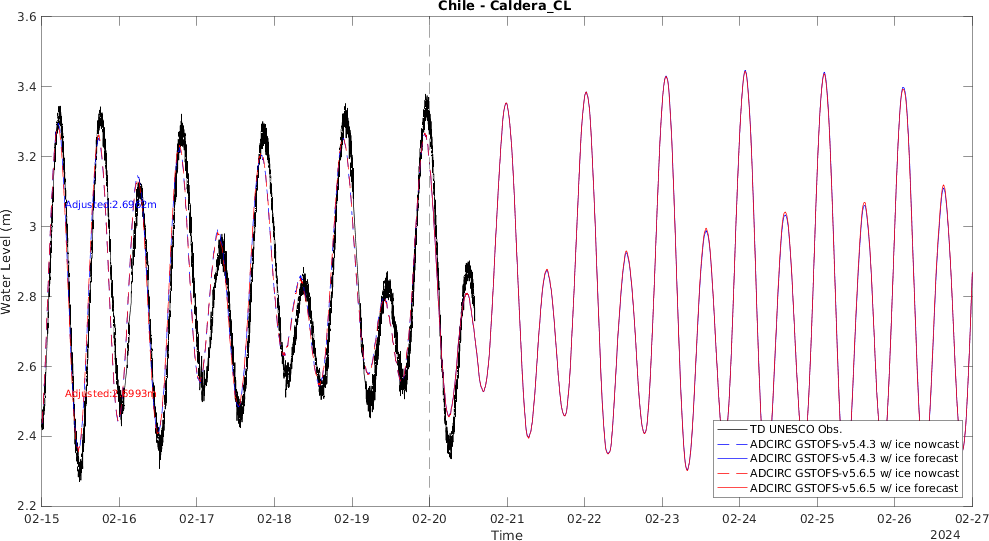 Chile - Caldera_CL
3.6
3.4
3.2
3
2.8
2.6
2.4
2.2
Water Level (m)
Adjusted:2.6982m
Adjusted:2.6993m
TD UNESCO Obs.
ADCIRC GSTOFS-v5.4.3 w/ ice nowcast
ADCIRC GSTOFS-v5.4.3 w/ ice forecast
ADCIRC GSTOFS-v5.6.5 w/ ice nowcast
ADCIRC GSTOFS-v5.6.5 w/ ice forecast
02-15 02-16 02-17 02-18 02-19 02-20 02-21 02-22 02-23 02-24 02-25 02-26 02-27
Time
2024